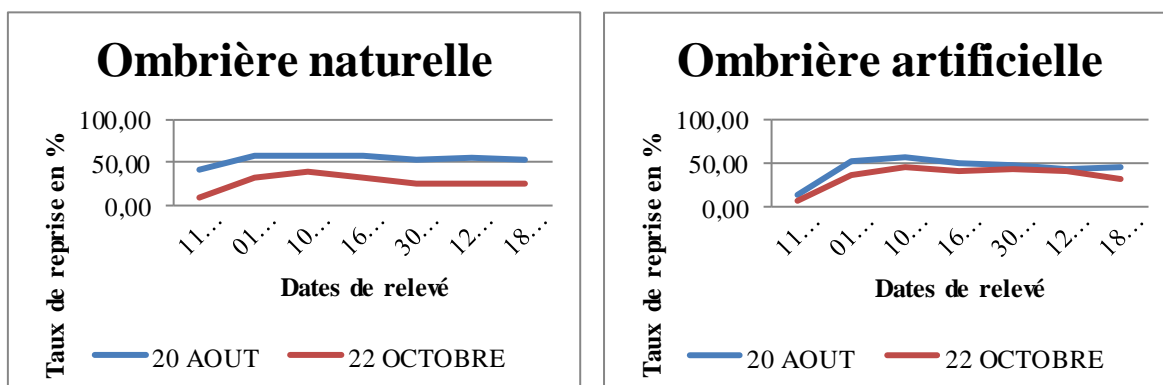 Ombrière naturelle
Taux de reprise en %
100,00
50,00
0,00
11…
01…
10…
16…
30…
12…
18…
Dates de relevé
20 AOUT
22 OCTOBRE
Ombrière artificielle
Taux de reprise en %
100,00
50,00
0,00
11…
01…
10…
16…
30…
12…
18…
Dates de relevé
20 AOUT
22 OCTOBRE